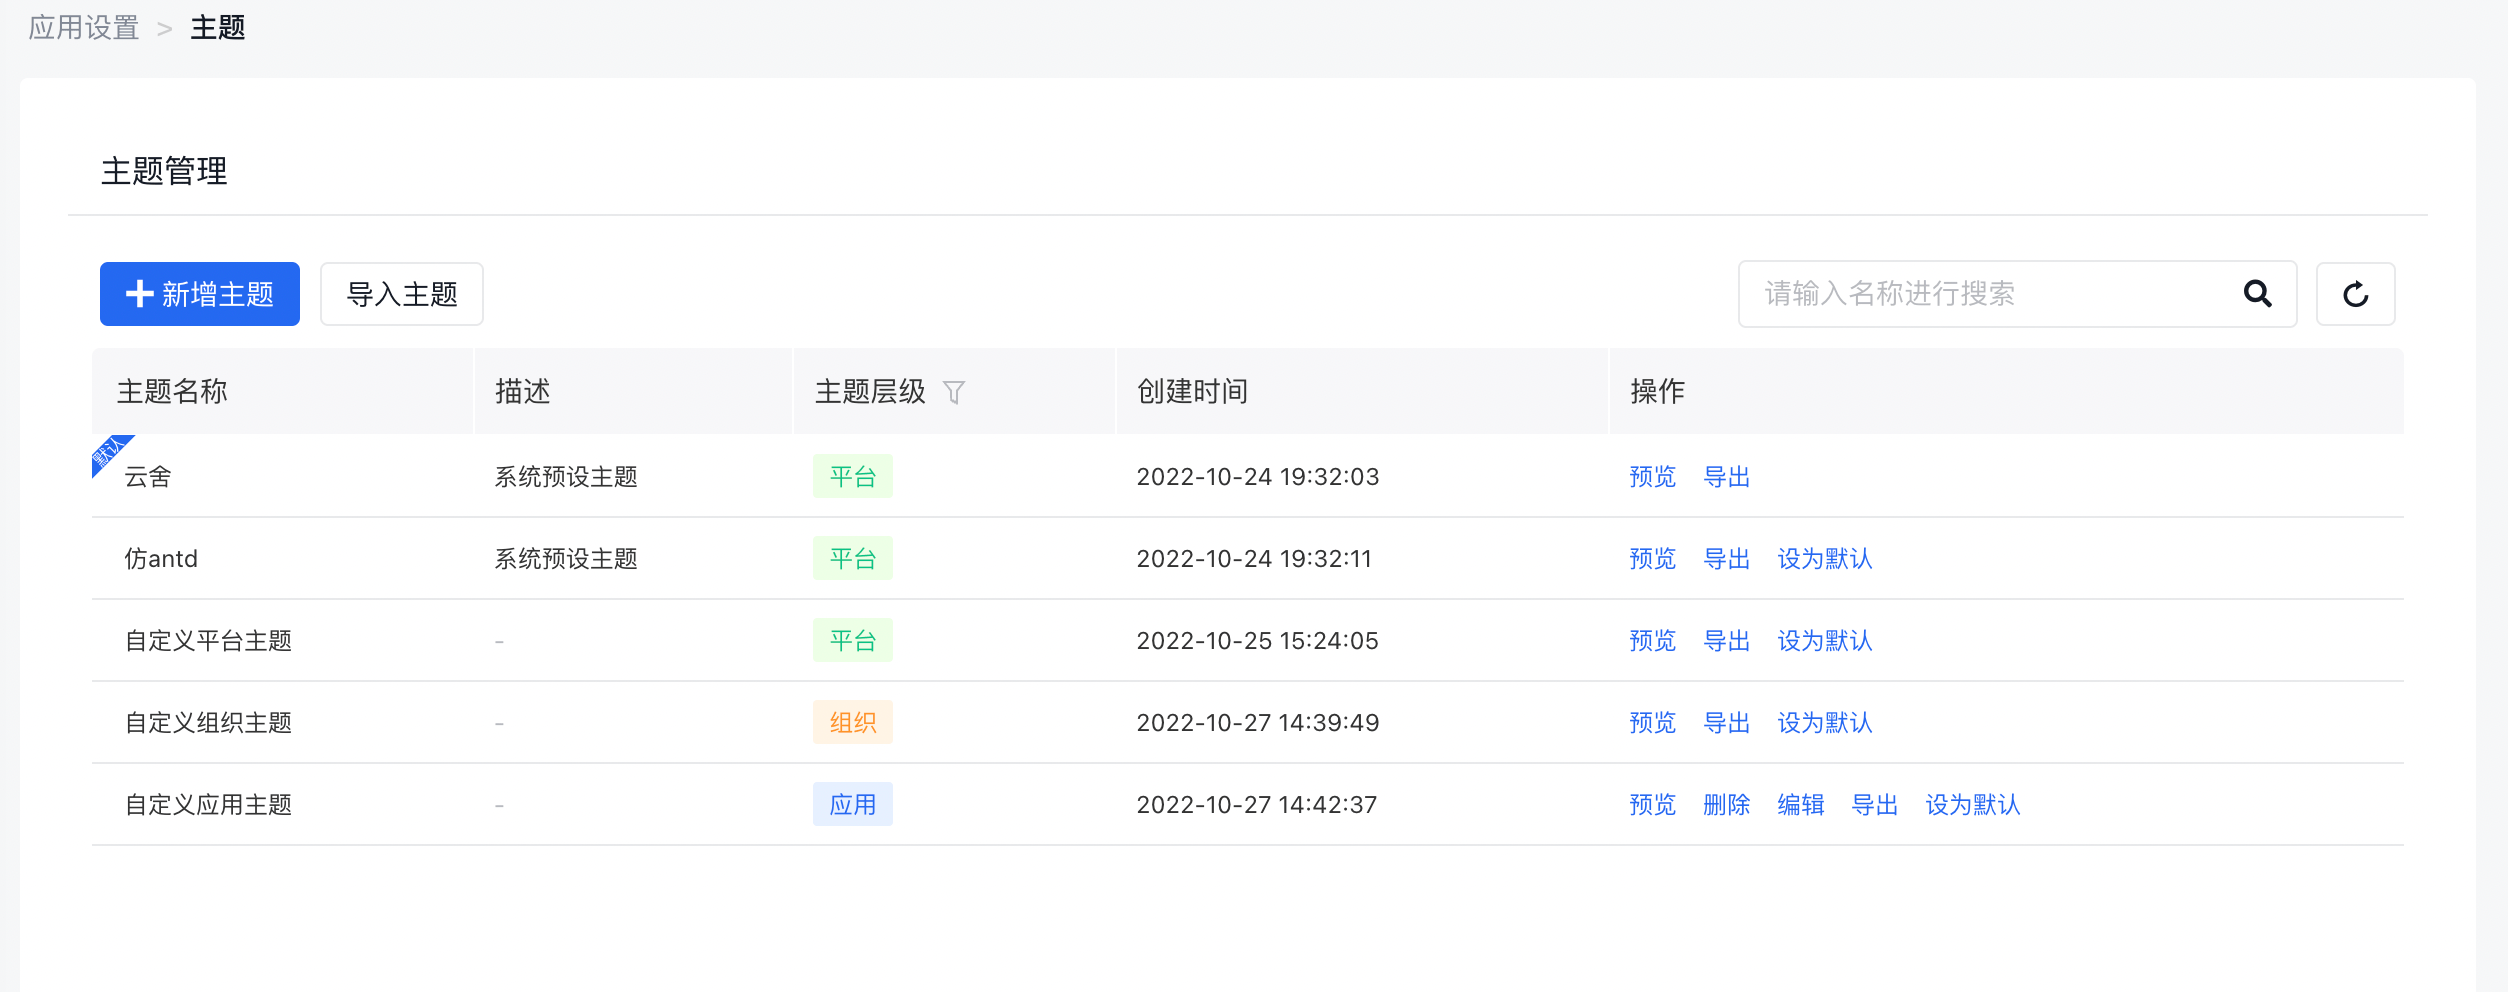 应用设置 > 主题
主题管理
新增主题 导入主题 请输入名称进行搜索
主题名称 描述 主题层级 创建时间 操作
默认
云舍 系统预设主题 平台 2022-10-24 19:32:03 预览 导出
仿antd 系统预设主题 平台 2022-10-24 19:32:11 预览 导出 设为默认
自定义平台主题 - 平台 2022-10-25 15:24:05 预览 导出 设为默认
自定义组织主题 - 组织 2022-10-27 14:39:49 预览 导出 设为默认
自定义应用主题 - 应用 2022-10-27 14:42:37 预览 删除 编辑 导出 设为默认